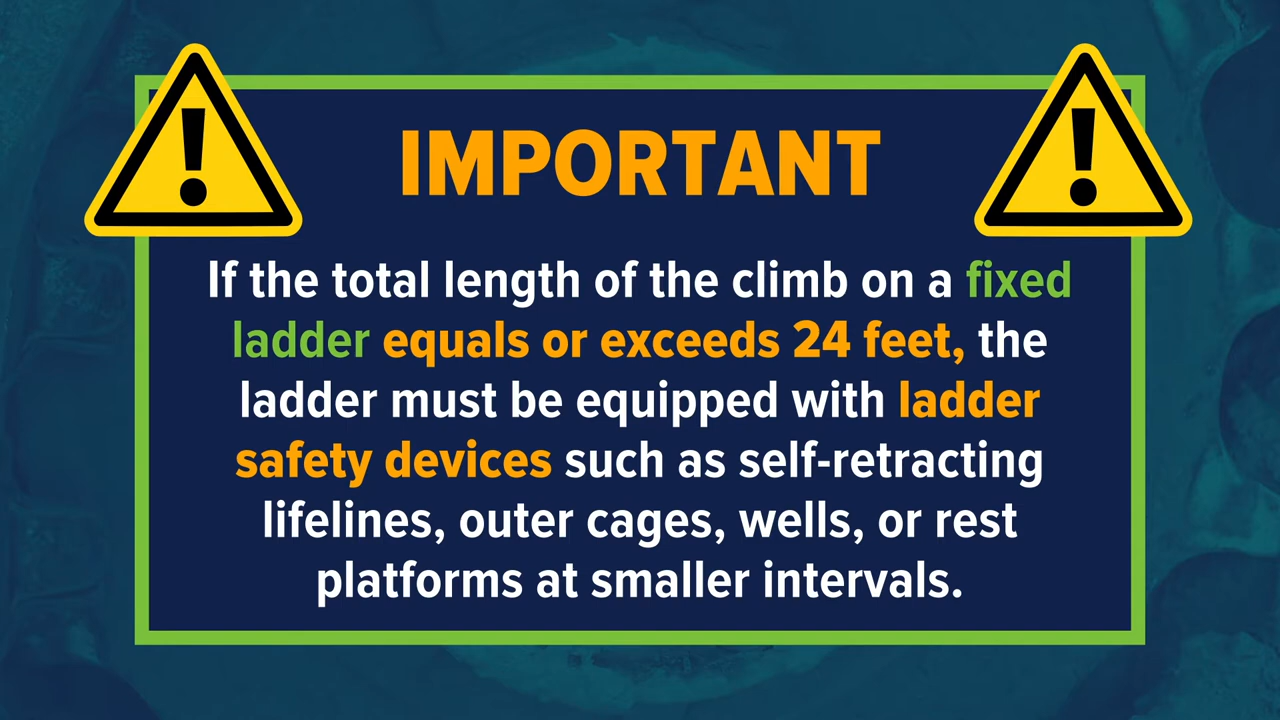 IMPORTANT
If the total length of the climb on a fixed
ladder equals or exceeds 24 feet, the
ladder must be equipped with ladder
safety devices such as self-retracting
lifelines, outer cages, wells, or rest
platforms at smaller intervals.